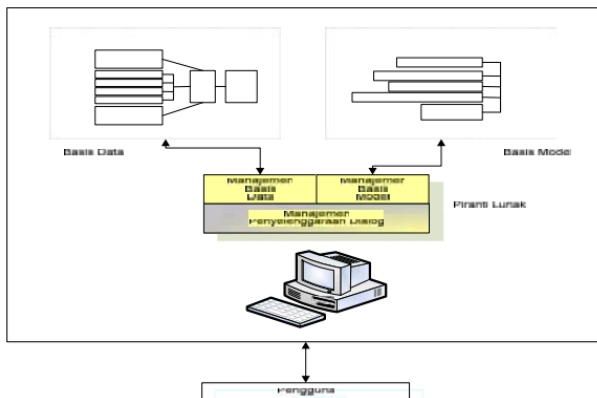 Basis Data
Basis Model
Manajemen
Basis
Data
Manajemen
Basis
Model
Manajemen
Penyelenggaraan Dialog
Piranti Lunak
Pengguna